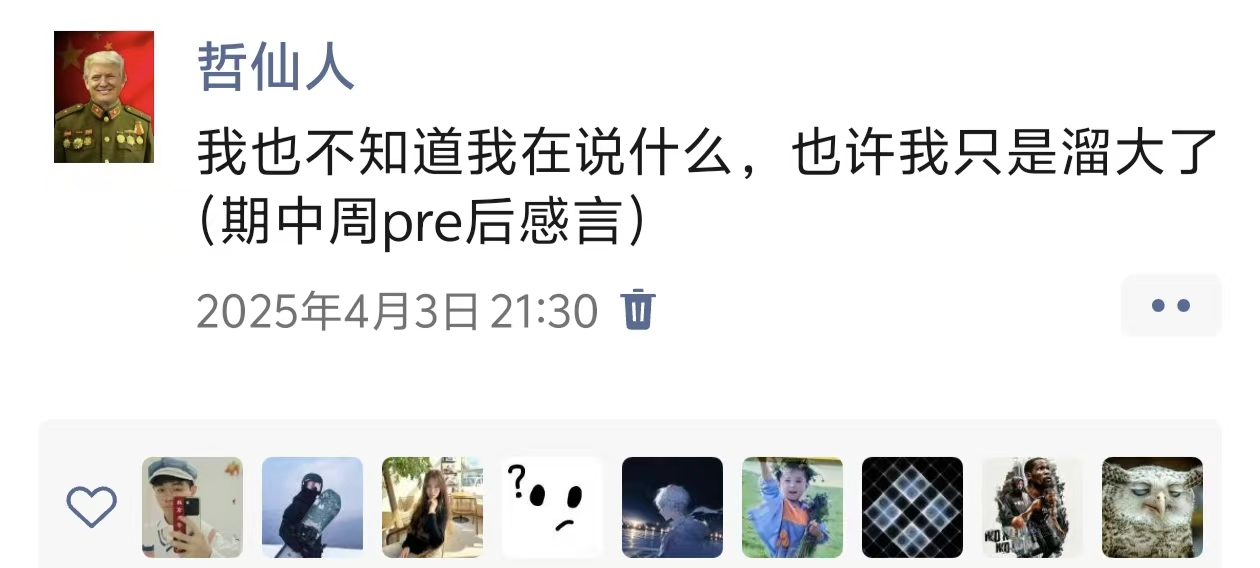 哲仙人
我也不知道我在说什么，也许我只是溜大了
（期中周pre后感言）
2025年4月3日 21:30
?